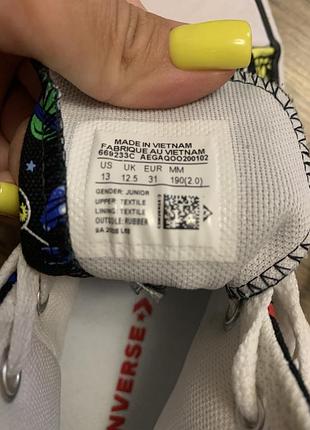 MADE IN VIETNAM
FABRIQUE AU VIETNAM
669233C AEGAQOO200102
US UK EUR MM
13 12.5 31 190(2.0)
GENDER: JUNIOR
UPPER: TEXTILE
LINING: TEXTILE
OUTSOLE: RUBBER
CONVERSE